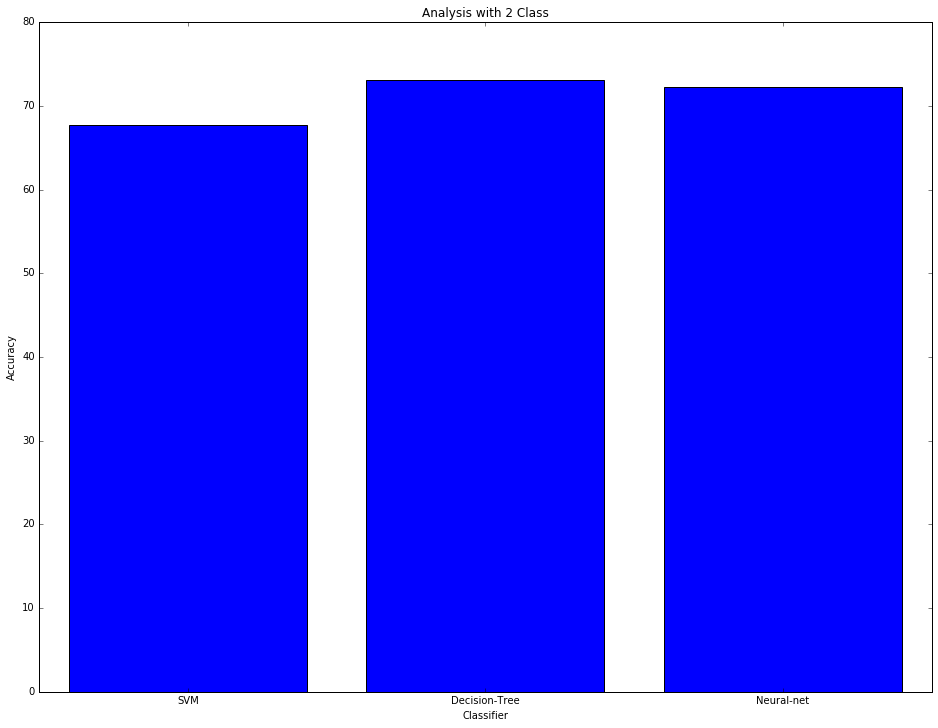 Analysis with 2 Class
80
70
60
50
40
30
20
10
0
Accuracy
SVM Decision-Tree Neural-net
Classifier